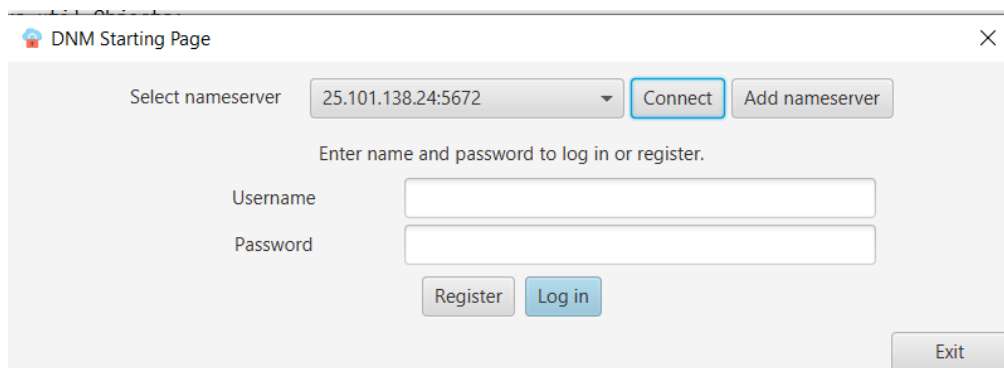 DNM Starting Page
Select nameserver 25.101.138.24:5672 Connect Add nameserver
Enter name and password to log in or register.
Username
Password
Register Log in
Exit